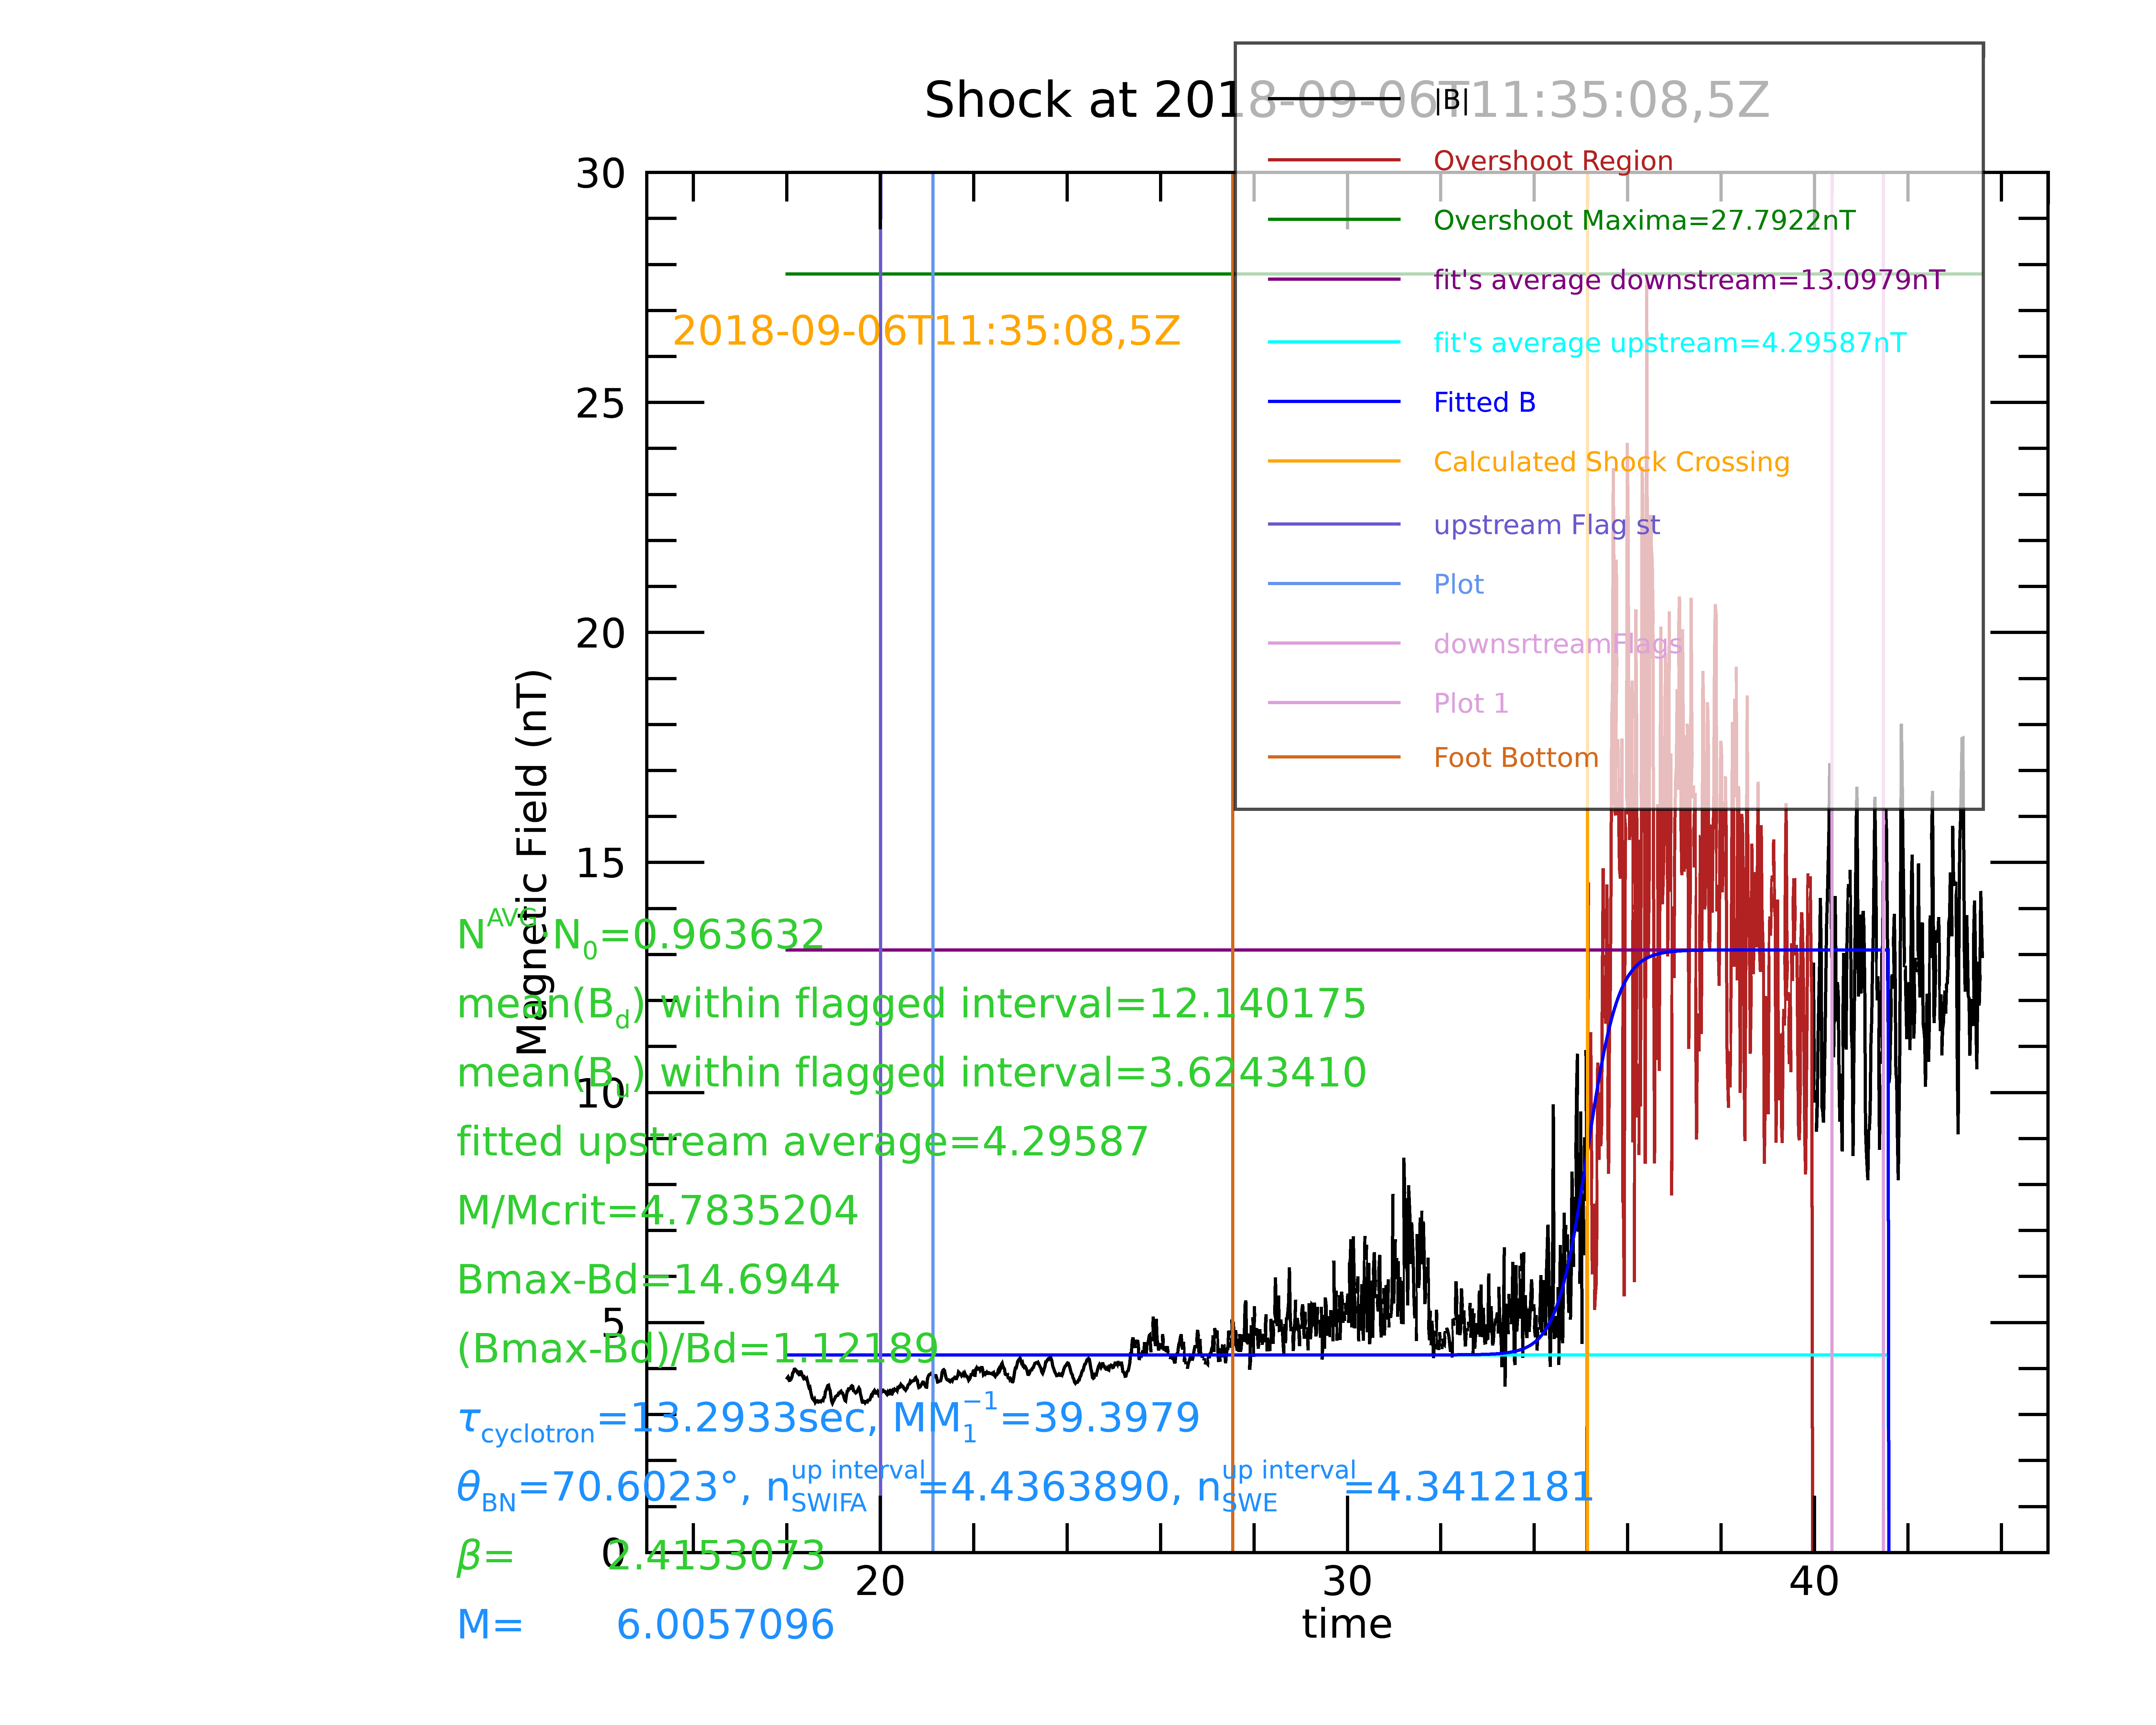 Shock at 2018-09-06T11:35:08,5Z
|B|
Overshoot Region
Overshoot Maxima=27.7922nT
fit's average downstream=13.0979nT
fit's average upstream=4.29587nT
Fitted B
Calculated Shock Crossing
upstream Flag st
Plot
downsrtreamFlags
Plot 1
Foot Bottom
2018-09-06T11:35:08,5Z
30
25
20
15
10
5
0
Magnetic Field (nT)
N^AVG·N_0=0.963632
mean(B_d) within flagged interval=12.140175
mean(B_u) within flagged interval=3.6243410
fitted upstream average=4.29587
M/Mcrit=4.7835204
Bmax-Bd=14.6944
(Bmax-Bd)/Bd=1.12189
τ_cyclotron=13.2933sec, MM_1^−1=39.3979
θ_BN=70.6023°, n_SWIFA^up interval=4.4363890, n_SWE^up interval=4.3412181
β= 2.4153073
M= 6.0057096
20 30 40
time